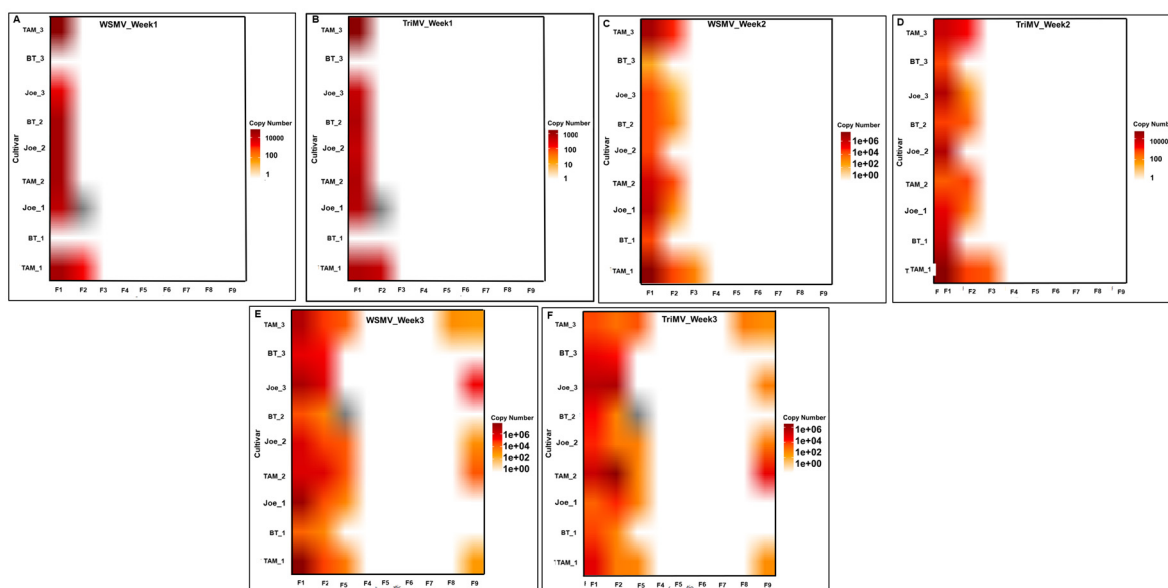 A
WSMV_Week1
TAM_3
BT_3
Joe_3
BT_2
Joe_2
TAM_2
Joe_1
BT_1
TAM_1
Cultivar
F1 F2 F3 F4 F5 F6 F7 F8 F9
Copy Number
10000
100
1
B
TriMV_Week1
TAM_3
BT_3
Joe_3
BT_2
Joe_2
TAM_2
Joe_1
BT_1
TAM_1
Cultivar
F1 F2 F3 F4 F5 F6 F7 F8 F9
Copy Number
1000
100
10
1
C
WSMV_Week2
TAM_3
BT_3
Joe_3
BT_2
Joe_2
TAM_2
Joe_1
BT_1
TAM_1
Cultivar
F1 F2 F3 F4 F5 F6 F7 F8 F9
Copy Number
1e+06
1e+04
1e+02
1e+00
D
TriMV_Week2
TAM_3
BT_3
Joe_3
BT_2
Joe_2
TAM_2
Joe_1
BT_1
T TAM_1
Cultivar
F F1 F2 F3 F4 F5 F6 F7 F8 F9
Copy Number
10000
100
1
E
WSMV_Week3
TAM_3
BT_3
Joe_3
BT_2
Joe_2
TAM_2
Joe_1
BT_1
TAM_1
Cultivar
F1 F2 F5 F4 F5 F6 F7 F8 F9
Copy Number
1e+06
1e+04
1e+02
1e+00
F
TriMV_Week3
TAM_3
BT_3
Joe_3
BT_2
Joe_2
TAM_2
Joe_1
BT_1
TAM_1
Cultivar
F1 F2 F5 F4 F5 F6 F7 F8 F9
Copy Number
1e+06
1e+04
1e+02
1e+00